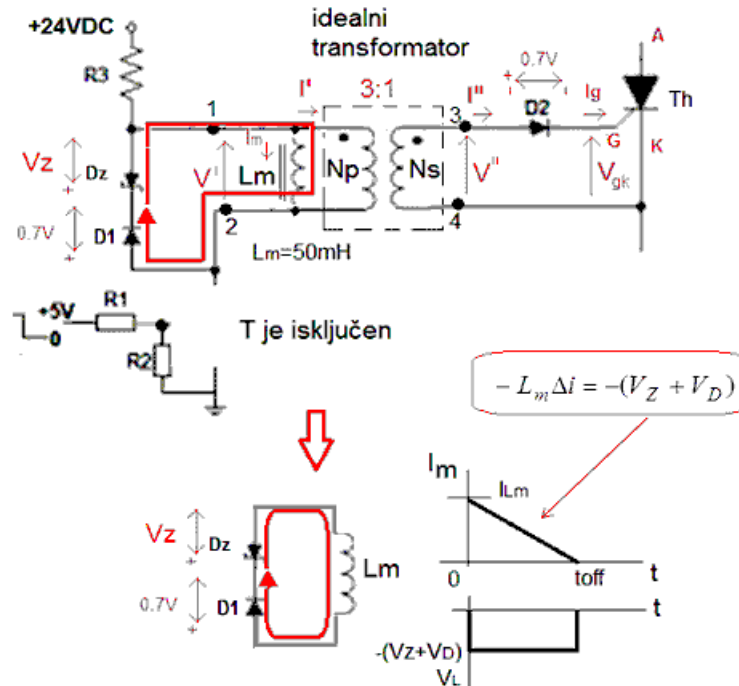 idealni
transformator
+24VDC
R3
3:1
I'
I"
0.7V
+
-
D2
Ig
A
Th
G
K
1
Im
Lm
V'
2
Np
Ns
3
4
V"
Vgk
Vz
+
Dz
0.7V
+
D1
Lm=50mH
+5V
0
R1
R2
T je isključen
- Lm Δi = -(VZ + VD)
Vz
+
Dz
0.7V
+
D1
Lm
Im
ILm
0
toff
t
t
-(Vz+VD)
VL